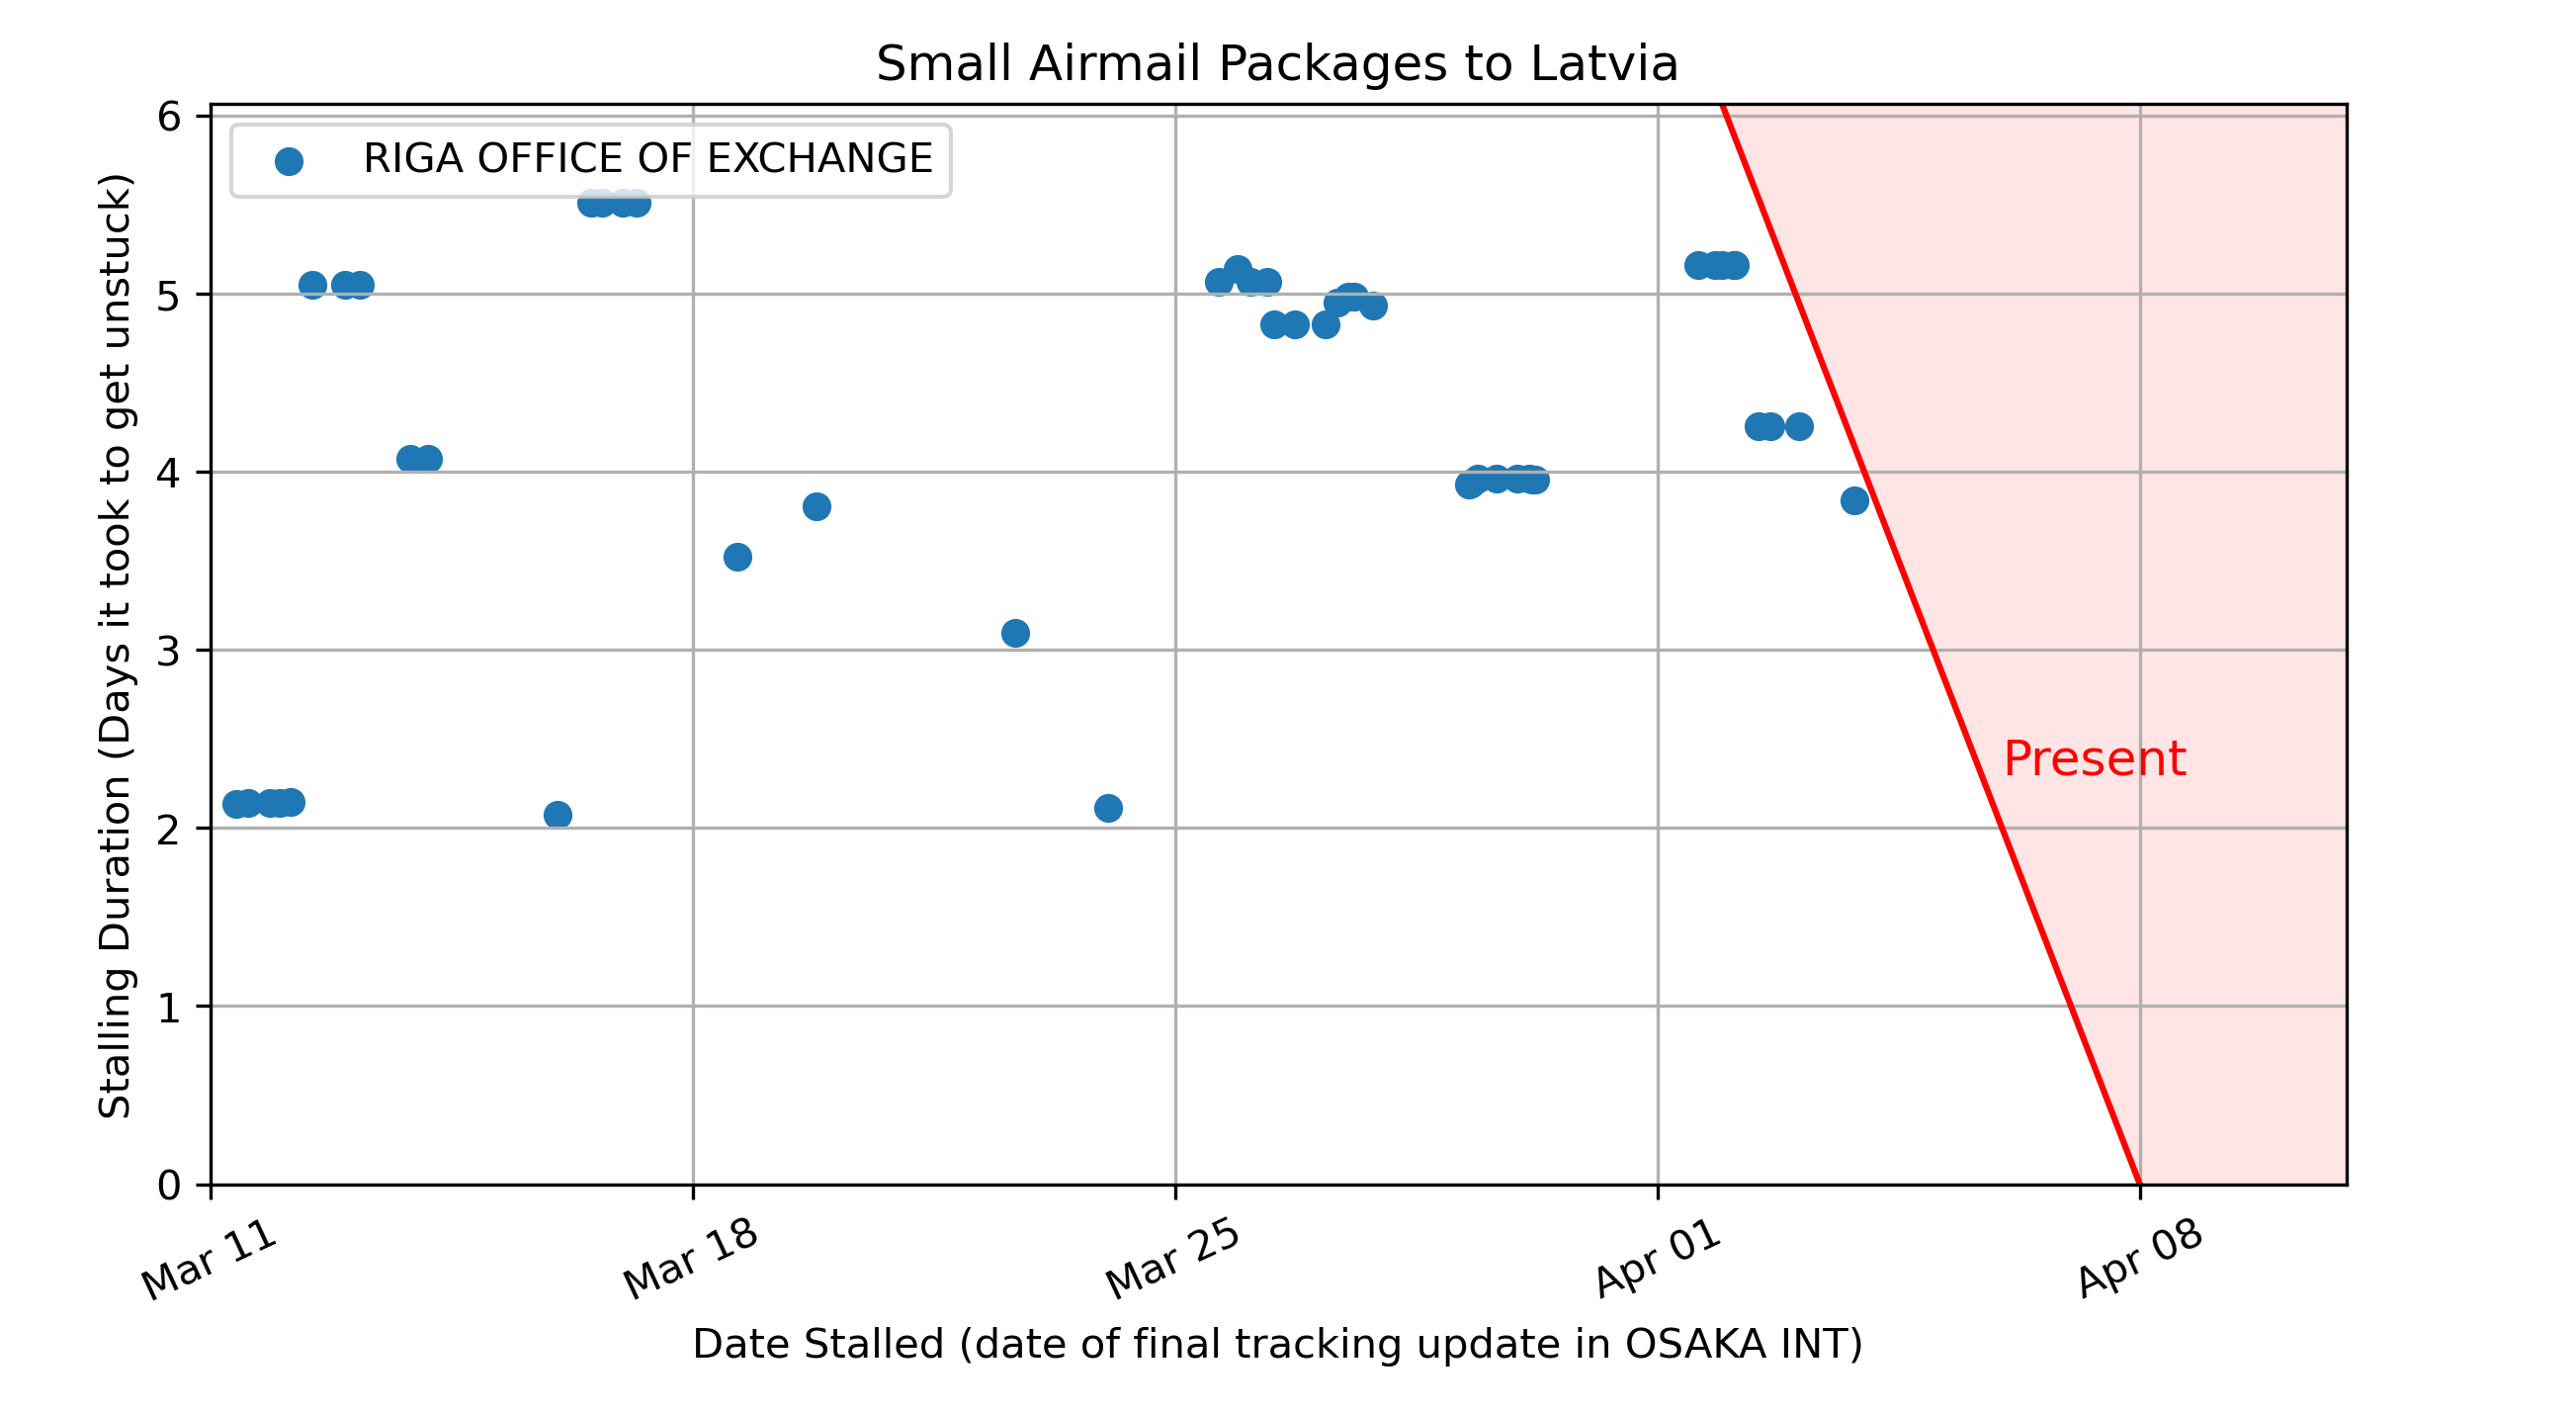 Small Airmail Packages to Latvia
RIGA OFFICE OF EXCHANGE
Stalling Duration (Days it took to get unstuck)
6
5
4
3
2
1
0
Present
Mar 11
Mar 18
Mar 25
Apr 01
Apr 08
Date Stalled (date of final tracking update in OSAKA INT)